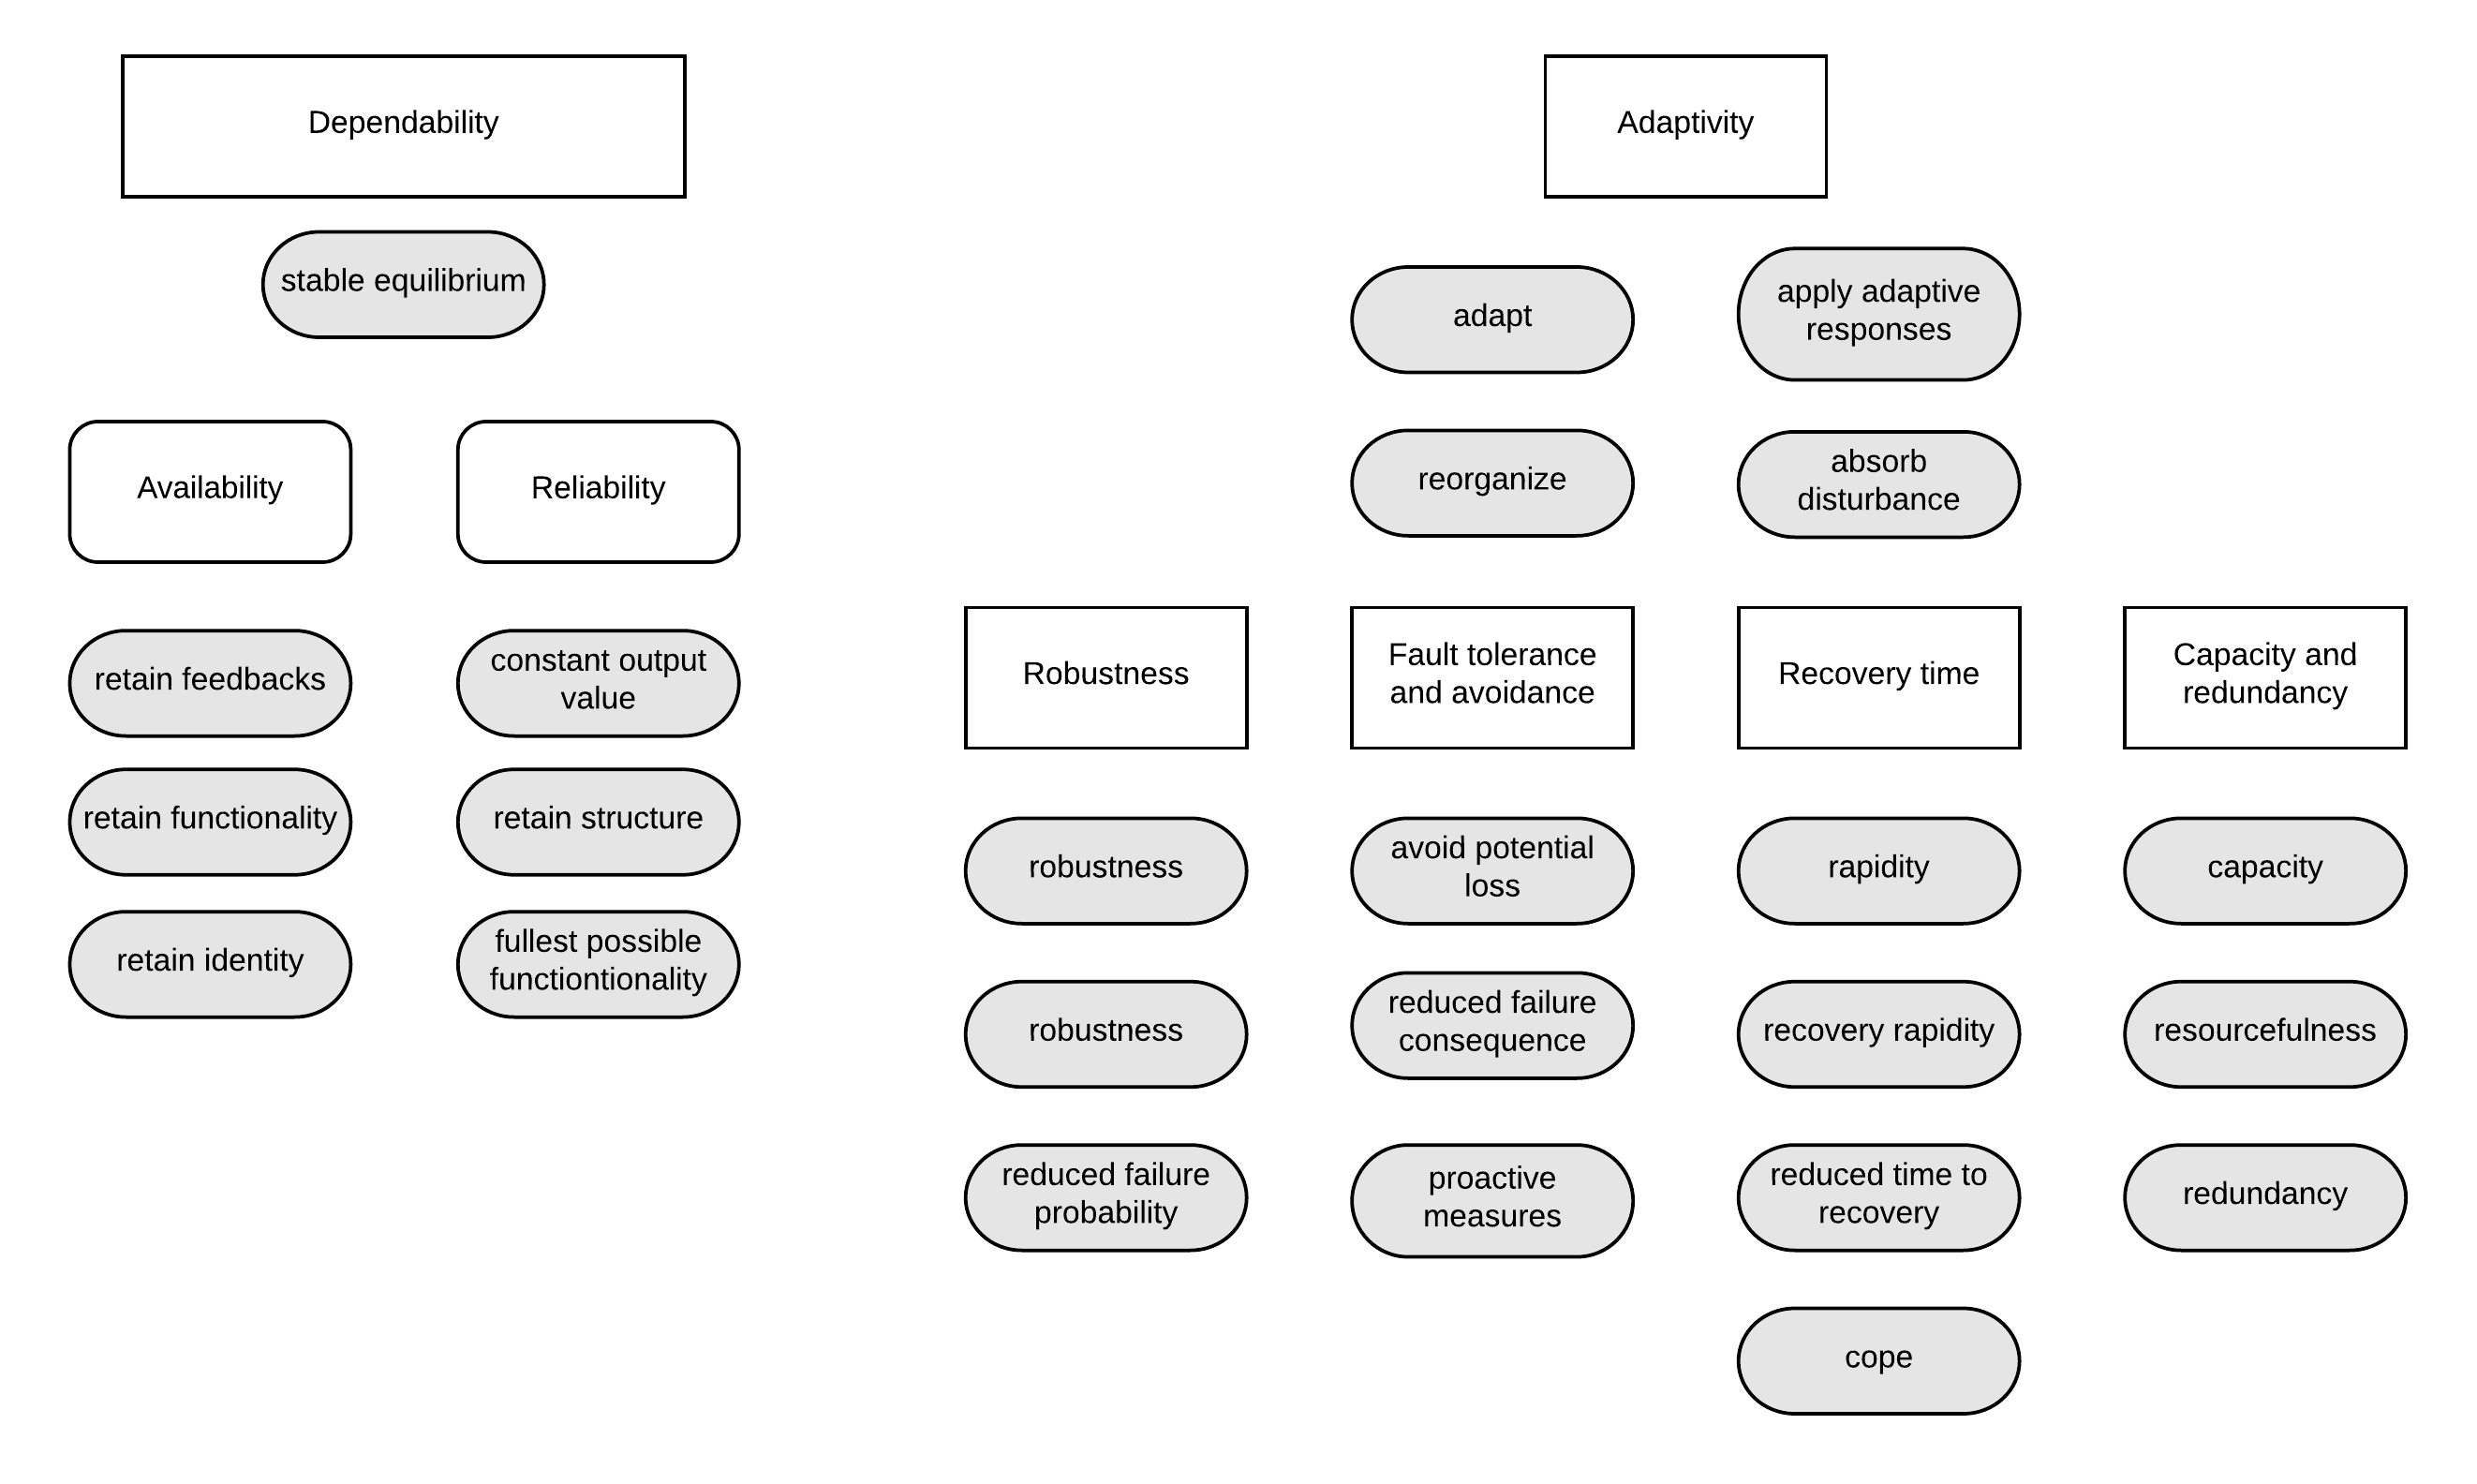 Dependability
stable equilibrium
Availability
Reliability
retain feedbacks
constant output
value
retain functionality
retain structure
retain identity
fullest possible
functiontionality
Adaptivity
adapt
apply adaptive
responses
reorganize
absorb
disturbance
Robustness
Fault tolerance
and avoidance
Recovery time
Capacity and
redundancy
robustness
avoid potential
loss
rapidity
capacity
robustness
reduced failure
consequence
recovery rapidity
resourcefulness
reduced failure
probability
proactive
measures
reduced time to
recovery
redundancy
cope